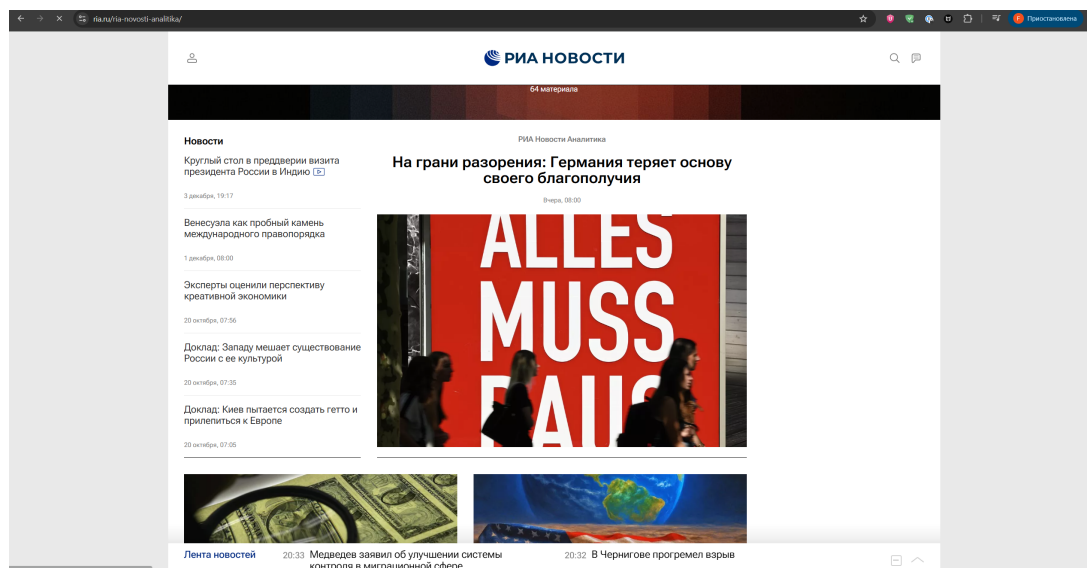 ria.ru/ria-novosti-analitika/
Приостановлена
РИА НОВОСТИ
64 материала
Новости
Круглый стол в преддверии визита
президента России в Индию
3 декабря, 19:17
Венесуэла как пробный камень
международного правопорядка
1 декабря, 08:00
Эксперты оценили перспективу
креативной экономики
20 октября, 07:56
Доклад: Западу мешает существование
России с ее культурой
20 октября, 07:35
Доклад: Киев пытается создать гетто и
прилепиться к Европе
20 октября, 07:05
РИА Новости Аналитика
На грани разорения: Германия теряет основу
своего благополучия
Вчера, 08:00
ALLES
MUSS
RAUS
Лента новостей
20:33 Медведев заявил об улучшении системы
контроля в миграционной сфере
20:32 В Чернигове прогремел взрыв